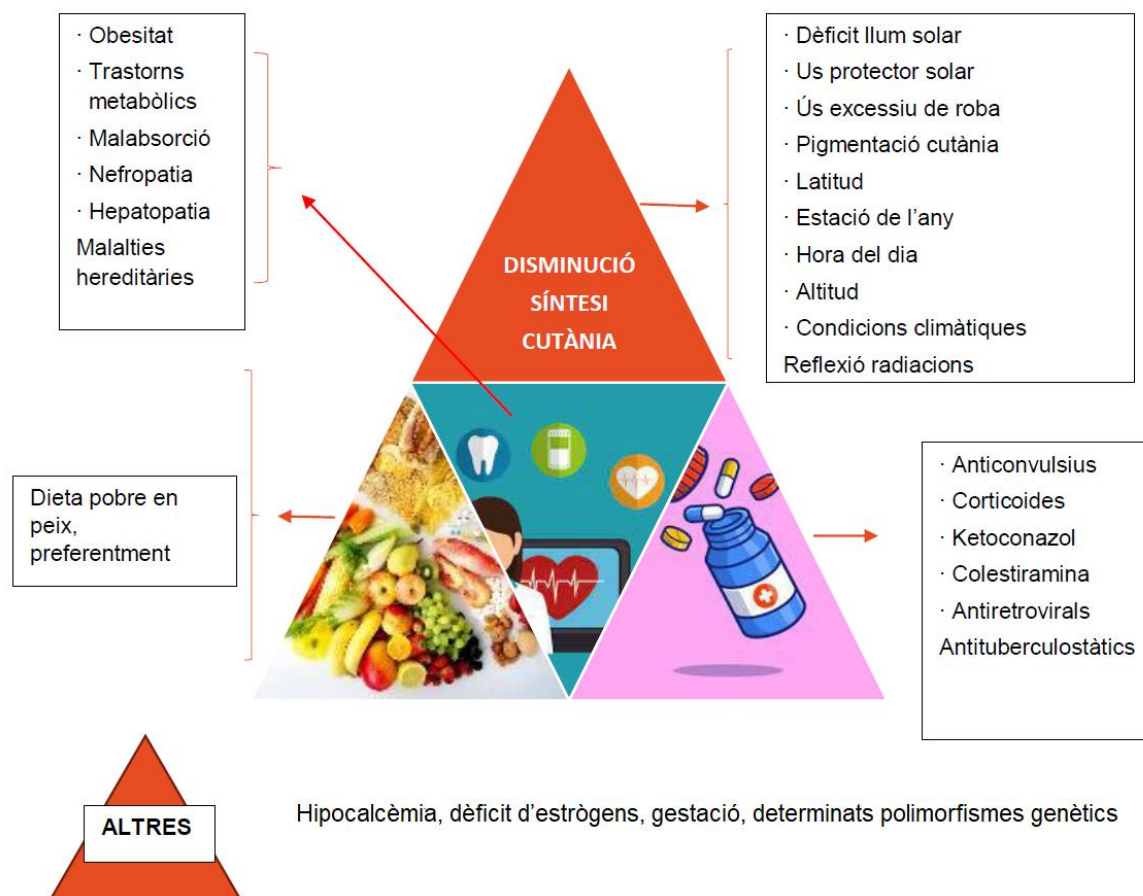 · Obesitat
· Trastorns
metabòlics
· Malabsorció
· Nefropatia
· Hepatopatia
Malalties
hereditàries
· Dèficit llum solar
· Us protector solar
· Ús excessiu de roba
· Pigmentació cutània
· Latitud
· Estació de l’any
· Hora del dia
· Altitud
· Condicions climàtiques
Reflexió radiacions
DISMINUCIÓ
SÍNTESI
CUTÀNIA
Dieta pobre en
peix,
preferentment
· Anticonvulsius
· Corticoides
· Ketoconazol
· Colestiramina
· Antiretrovirals
Antituberculostàtics
ALTRES
Hipocalcèmia, dèficit d’estrògens, gestació, determinats polimorfismes genètics